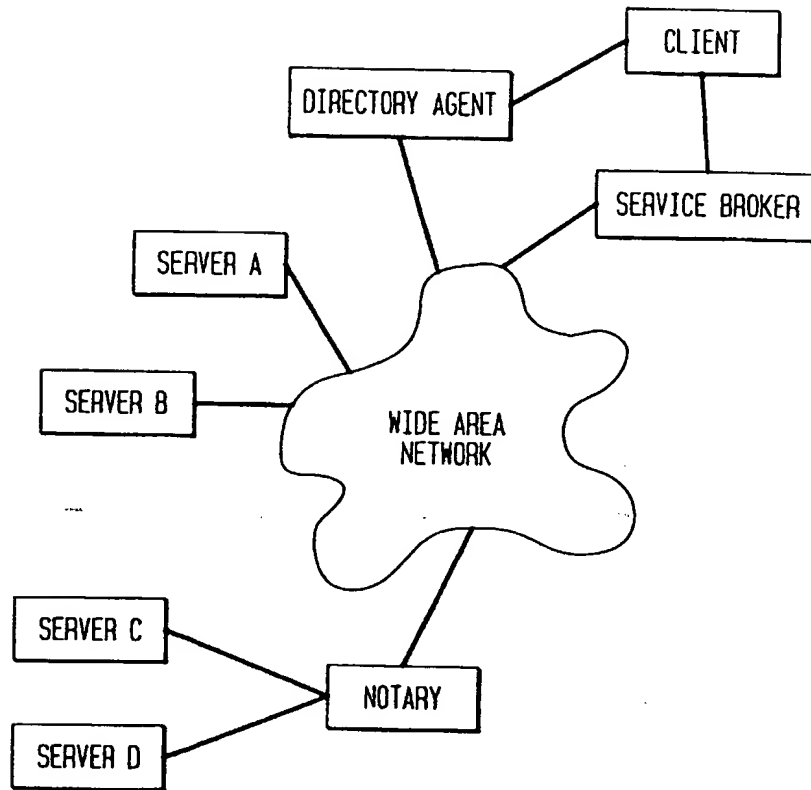 CLIENT
DIRECTORY AGENT
SERVICE BROKER
SERVER A
SERVER B
WIDE AREA
NETWORK
SERVER C
NOTARY
SERVER D